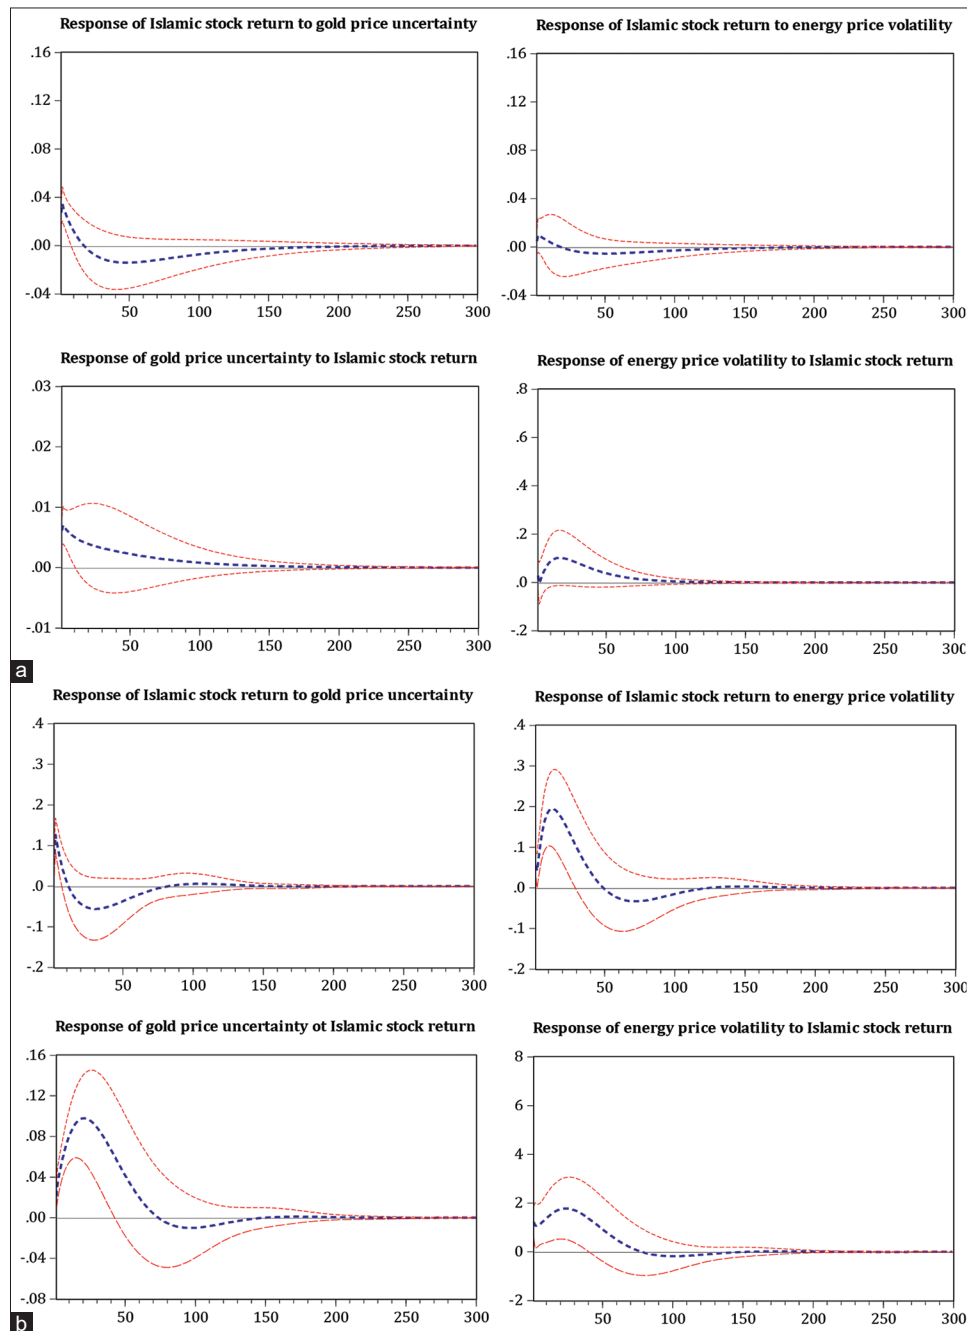 Response of Islamic stock return to gold price uncertainty
.16
.12
.08
.04
.00
-.04
50 100 150 200 250 300
Response of Islamic stock return to energy price volatility
.16
.12
.08
.04
.00
-.04
50 100 150 200 250 300
Response of gold price uncertainty to Islamic stock return
.03
.02
.01
.00
-.01
50 100 150 200 250 300
Response of energy price volatility to Islamic stock return
.8
.6
.4
.2
.0
-.2
50 100 150 200 250 300
a
Response of Islamic stock return to gold price uncertainty
.4
.3
.2
.1
.0
-.1
-.2
50 100 150 200 250 300
Response of Islamic stock return to energy price volatility
.4
.3
.2
.1
.0
-.1
-.2
50 100 150 200 250 300
Response of gold price uncertainty ot Islamic stock return
.16
.12
.08
.04
.00
-.04
-.08
50 100 150 200 250 300
Response of energy price volatility to Islamic stock return
8
6
4
2
0
-2
50 100 150 200 250 300
b